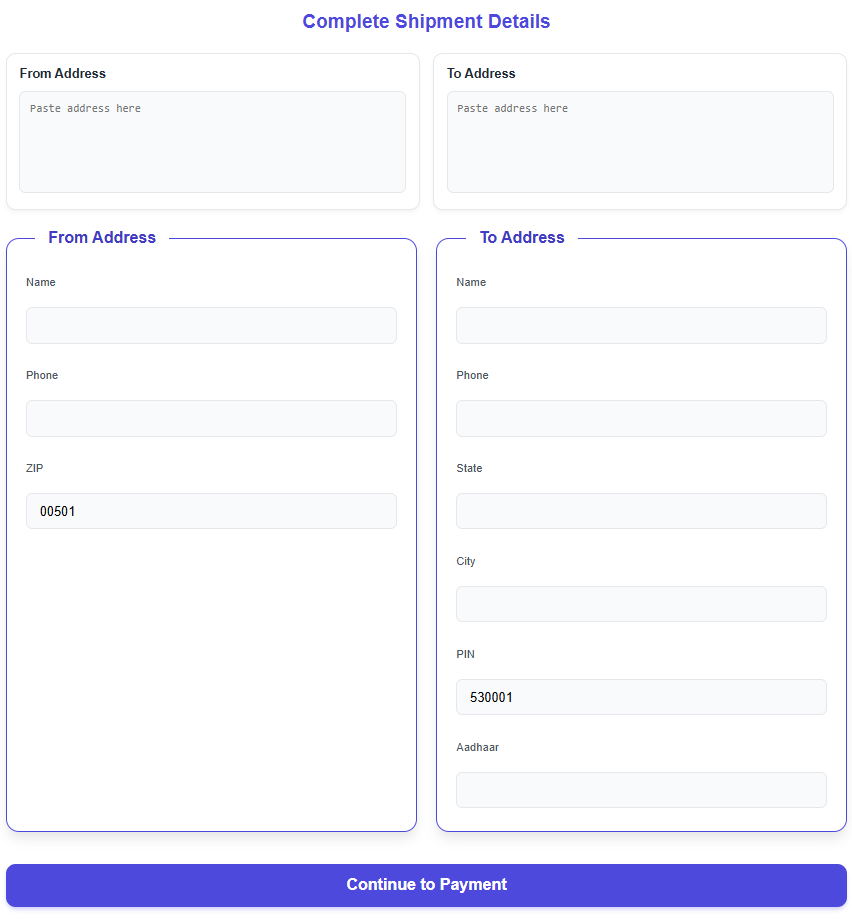 Complete Shipment Details
From Address
Paste address here
To Address
Paste address here
From Address
Name
Phone
ZIP
00501
To Address
Name
Phone
State
City
PIN
530001
Aadhaar
Continue to Payment